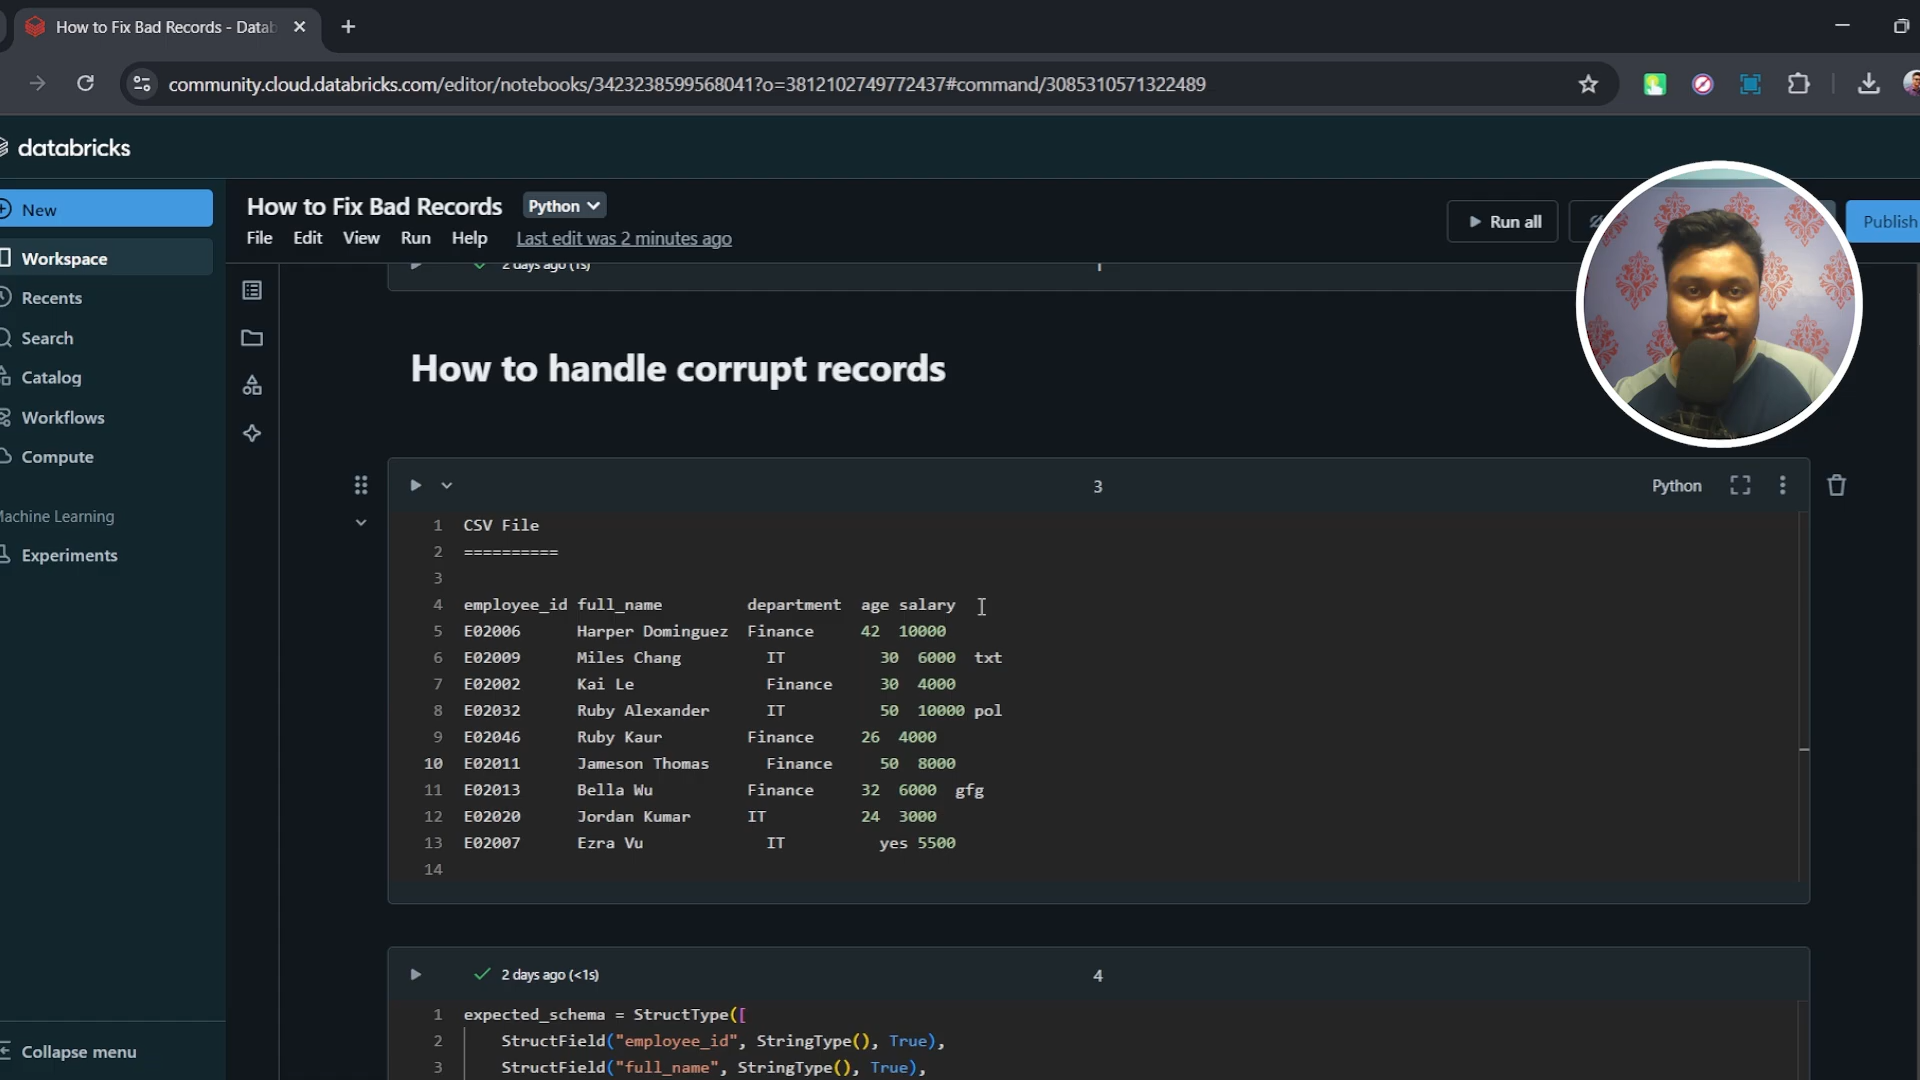 How to Fix Bad Records - Datab
community.cloud.databricks.com/editor/notebooks/3423238599568041?o=3812102749772437#command/3085310571322489
databricks
New
Workspace
Recents
Search
Catalog
Workflows
Compute
Machine Learning
Experiments
Collapse menu
How to Fix Bad Records Python
File Edit View Run Help Last edit was 2 minutes ago
Run all
Publish
2 days ago (1s) 1
How to handle corrupt records
3 Python
1 CSV File
2 ==========
3
4 employee_id full_name department age salary
5 E02006 Harper Dominguez Finance 42 10000
6 E02009 Miles Chang IT 30 6000 txt
7 E02002 Kai Le Finance 30 4000
8 E02032 Ruby Alexander IT 50 10000 pol
9 E02046 Ruby Kaur Finance 26 4000
10 E02011 Jameson Thomas Finance 50 8000
11 E02013 Bella Wu Finance 32 6000 gfg
12 E02020 Jordan Kumar IT 24 3000
13 E02007 Ezra Vu IT yes 5500
14
2 days ago (<1s) 4
1 expected_schema = StructType([
2 StructField("employee_id", StringType(), True),
3 StructField("full_name", StringType(), True),